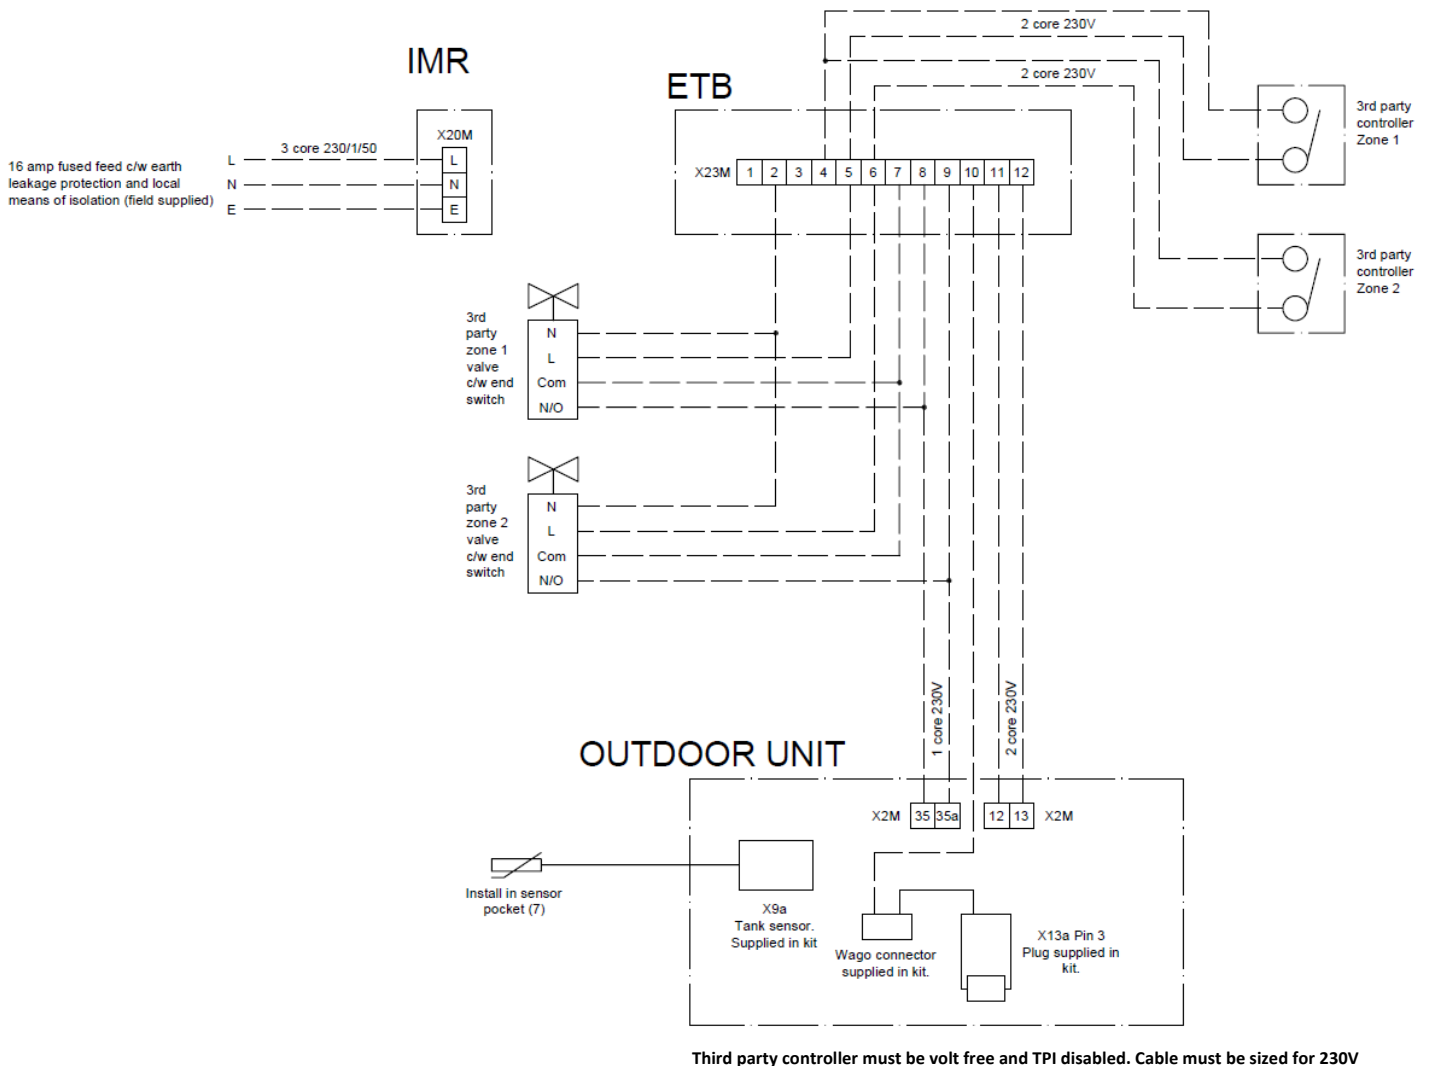 IMR
ETB
2 core 230V
2 core 230V
X20M
3 core 230/1/50
16 amp fused feed c/w earth
leakage protection and local
means of isolation (field supplied)
L
N
E
L
N
E
X23M 1 2 3 4 5 6 7 8 9 10 11 12
3rd party
controller
Zone 1
3rd party
controller
Zone 2
3rd
party
zone 1
valve
c/w end
switch
N
L
Com
N/O
3rd
party
zone 2
valve
c/w end
switch
N
L
Com
N/O
1 core 230V
2 core 230V
OUTDOOR UNIT
X2M 35 35a 12 13 X2M
Install in sensor
pocket (7)
X9a
Tank sensor.
Supplied in kit
Wago connector
supplied in kit.
X13a Pin 3
Plug supplied in
kit.
Third party controller must be volt free and TPI disabled. Cable must be sized for 230V